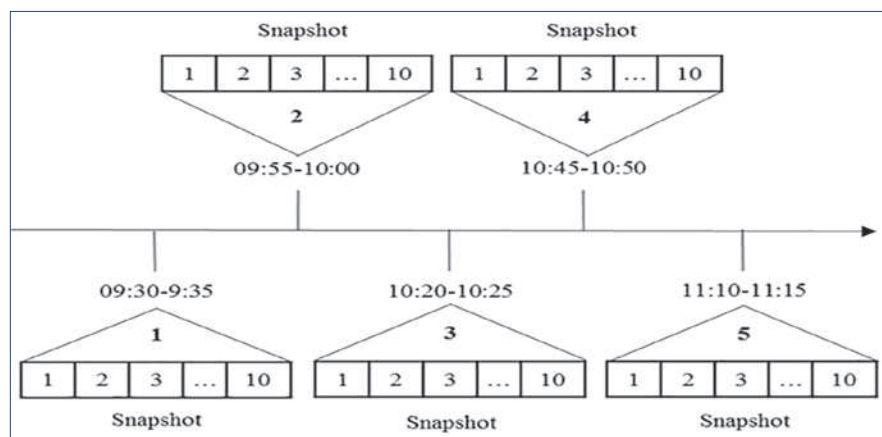 Snapshot Snapshot
1 2 3 ... 10 1 2 3 ... 10
2 4
09:55-10:00 10:45-10:50
09:30-9:35 10:20-10:25 11:10-11:15
1 3 5
1 2 3 ... 10 1 2 3 ... 10 1 2 3 ... 10
Snapshot Snapshot Snapshot